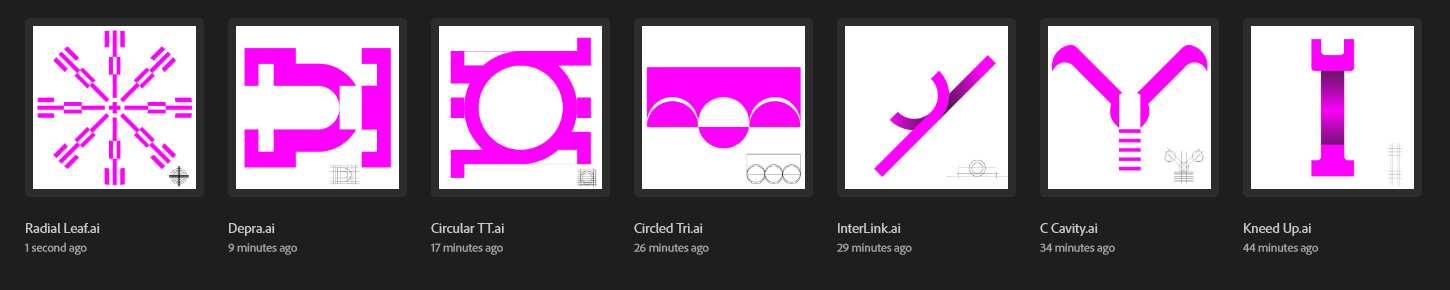 Radial Leaf.ai
1 second ago
Depra.ai
9 minutes ago
Circular TT.ai
17 minutes ago
Circled Tri.ai
26 minutes ago
InterLink.ai
29 minutes ago
C Cavity.ai
34 minutes ago
Kneed Up.ai
44 minutes ago